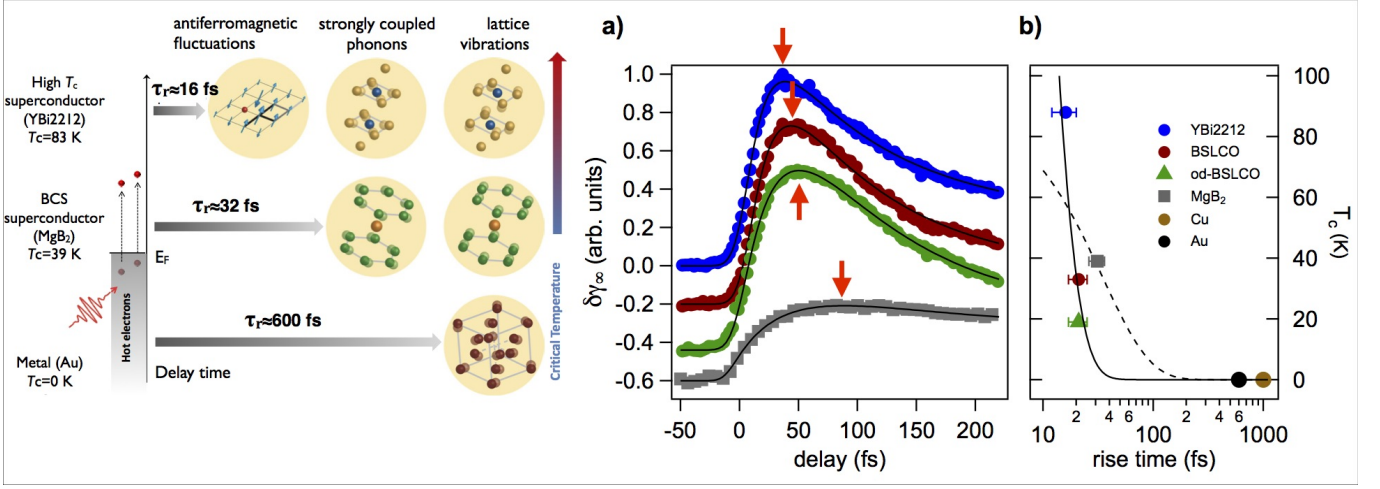 antiferromagnetic
fluctuations
strongly coupled
phonons
lattice
vibrations
High Tc
superconductor
(YBi2212)
TC=83 K
τr≈16 fs
BCS
superconductor
(MgB2)
TC=39 K
τr≈32 fs
EF
Hot electrons
τr≈600 fs
Metal (Au)
TC=0 K
Delay time
Critical Temperature
a)
δγ∞ (arb. units)
1.0
0.8
0.6
0.4
0.2
0.0
-0.2
-0.4
-0.6
-50
0
50
100
150
200
delay (fs)
b)
YBi2212
BSLCO
od-BSLCO
MgB2
Cu
Au
100
80
60
40
20
0
Tc (K)
10
2
4
6
100
2
4
6
1000
rise time (fs)